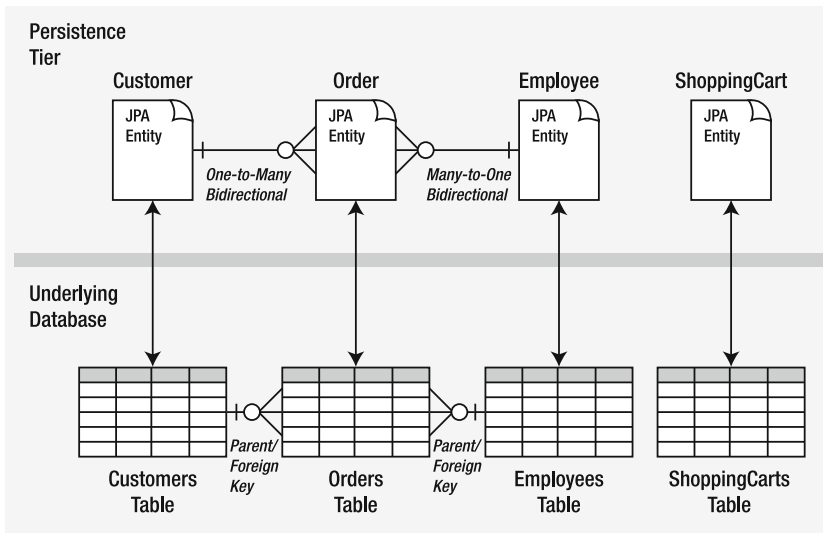 Persistence
Tier
Customer
Order
Employee
ShoppingCart
JPA
Entity
JPA
Entity
JPA
Entity
JPA
Entity
One-to-Many
Bidirectional
Many-to-One
Bidirectional
Underlying
Database
Parent/
Foreign
Key
Parent/
Foreign
Key
Customers
Table
Orders
Table
Employees
Table
ShoppingCarts
Table